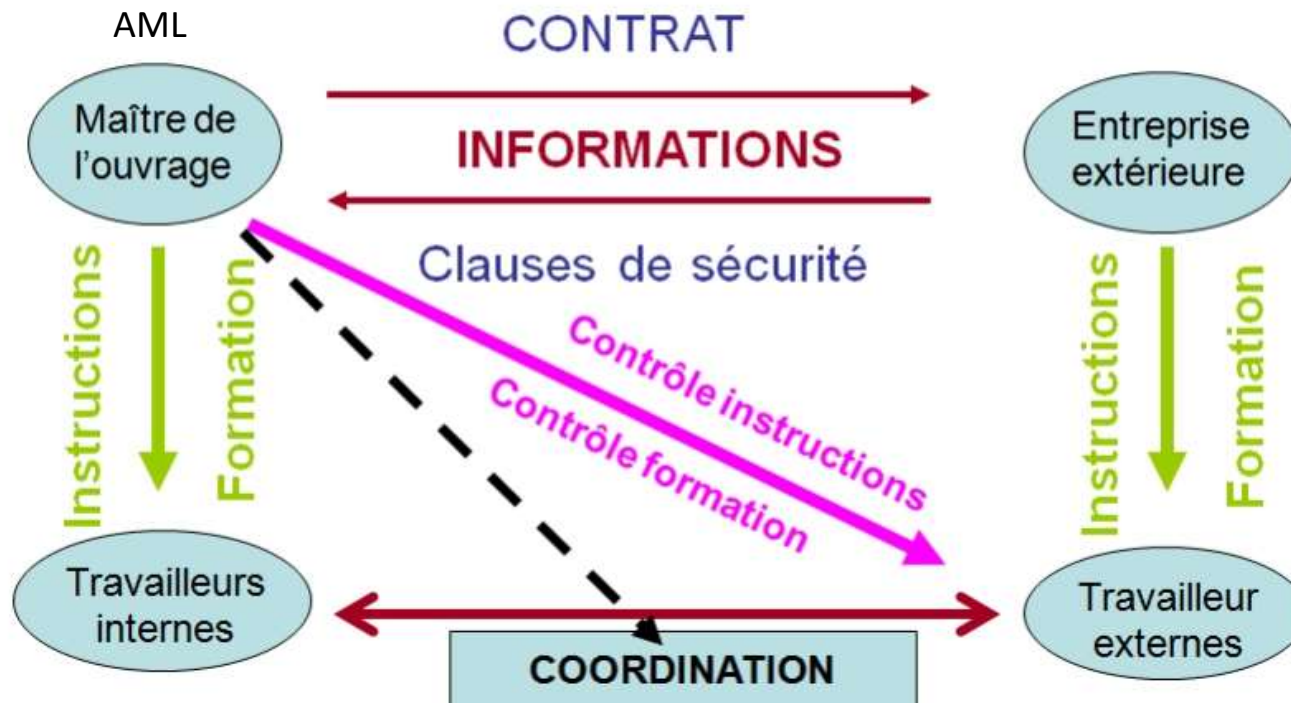 AML
CONTRAT
Maître de
l'ouvrage
INFORMATIONS
Entreprise
extérieure
Clauses de sécurité
Instructions
Formation
Contrôle instructions
Contrôle formation
Instructions
Formation
Travailleurs
internes
Travailleur
externes
COORDINATION